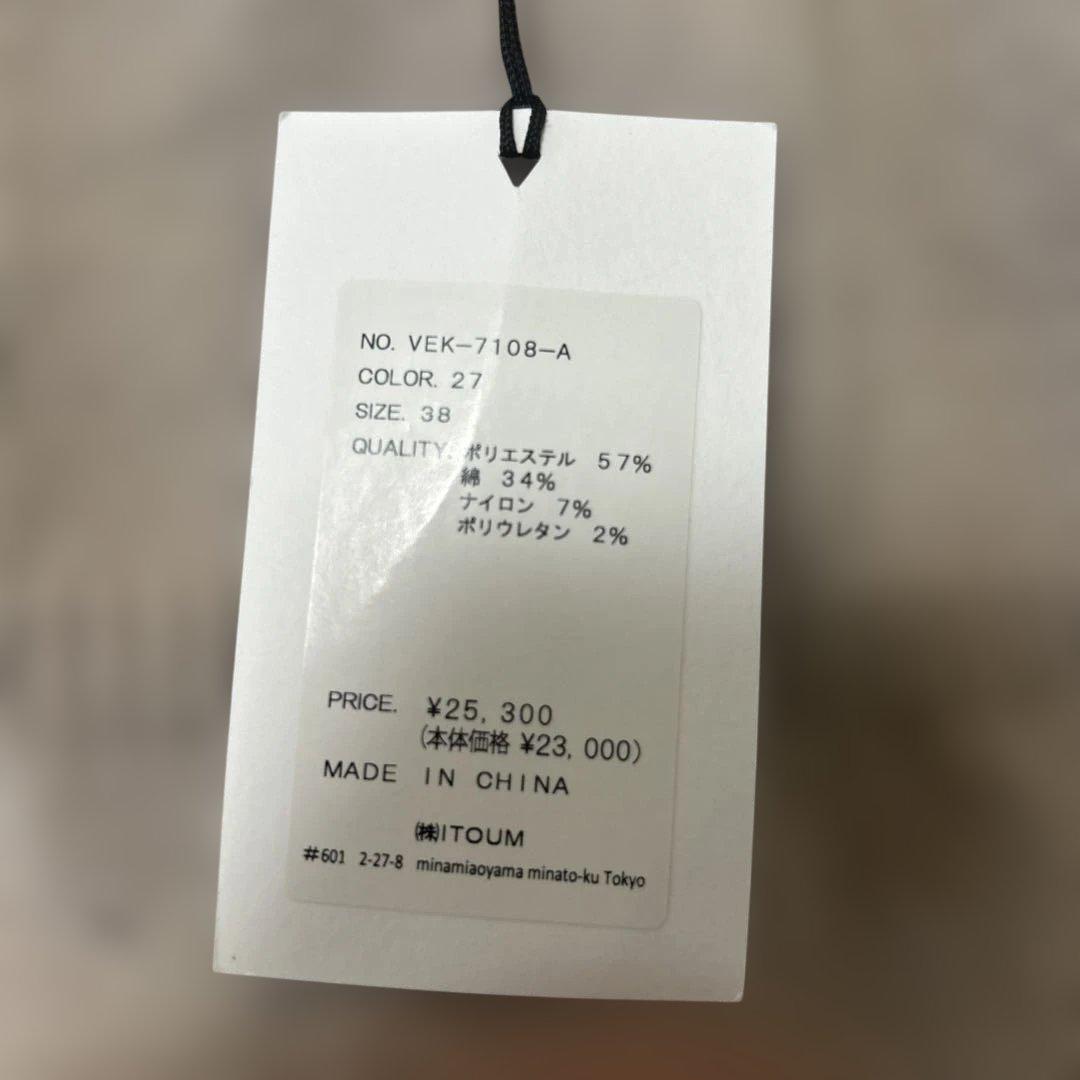 NO. VEK-7108-A
COLOR. 27
SIZE. 38
QUALITY. ポリエステル 57%
綿 34%
ナイロン 7%
ポリウレタン 2%
PRICE. ¥25,300
(本体価格 ¥23,000)
MADE IN CHINA
㈱ITOUM
#601 2-27-8 minamiaoyama minato-ku Tokyo